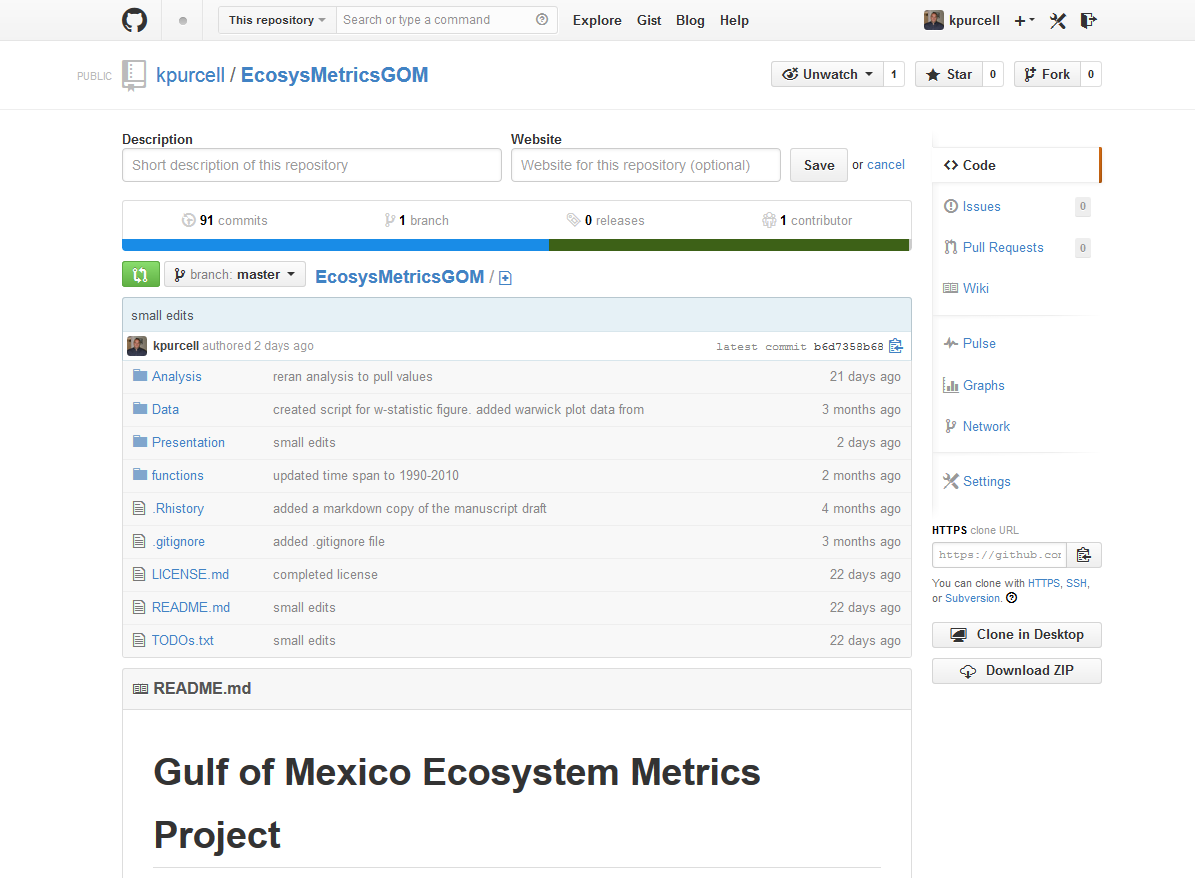 This repository Search or type a command Explore Gist Blog Help kpurcell
PUBLIC kpurcell / EcosysMetricsGOM Unwatch 1 Star 0 Fork 0
Description Website
Short description of this repository Website for this repository (optional) Save or cancel
91 commits 1 branch 0 releases 1 contributor
branch: master EcosysMetricsGOM /
small edits
kpurcell authored 2 days ago latest commit b6d7358b68
Analysis reran analysis to pull values 21 days ago
Data created script for w-statistic figure. added warwick plot data from 3 months ago
Presentation small edits 2 days ago
functions updated time span to 1990-2010 2 months ago
.Rhistory added a markdown copy of the manuscript draft 4 months ago
.gitignore added .gitignore file 3 months ago
LICENSE.md completed license 22 days ago
README.md small edits 22 days ago
TODOs.txt small edits 22 days ago
README.md
Gulf of Mexico Ecosystem Metrics
Project
Code
Issues 0
Pull Requests 0
Wiki
Pulse
Graphs
Network
Settings
HTTPS clone URL
https://github.com
You can clone with HTTPS, SSH,
or Subversion.
Clone in Desktop
Download ZIP